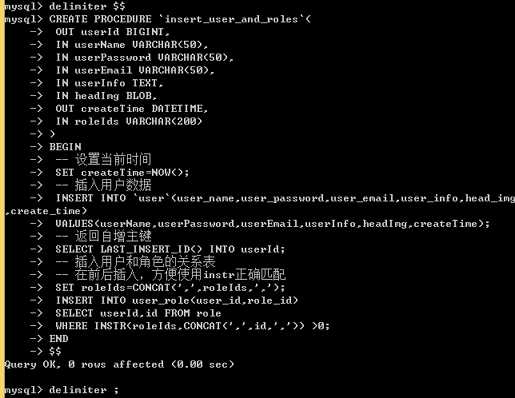 mysql> delimiter $$
mysql> CREATE PROCEDURE `insert_user_and_roles`(
    -> OUT userId BIGINT,
    -> IN userName VARCHAR(50),
    -> IN userPassword VARCHAR(50),
    -> IN userEmail VARCHAR(50),
    -> IN userInfo TEXT,
    -> IN headImg BLOB,
    -> OUT createTime DATETIME,
    -> IN roleIds VARCHAR(200)
    -> )
    -> BEGIN
    -> -- 设置当前时间
    -> SET createTime=NOW();
    -> -- 插入用户数据
    -> INSERT INTO `user`(user_name,user_password,user_email,user_info,head_img
,create_time)
    -> VALUES(userName,userPassword,userEmail,userInfo,headImg,createTime);
    -> -- 返回自增主键
    -> SELECT LAST_INSERT_ID() INTO userId;
    -> -- 插入用户和角色的关系表
    -> -- 在前后插入，方便使用instr正确匹配
    -> SET roleIds=CONCAT(',',roleIds,',');
    -> INSERT INTO user_role(user_id,role_id)
    -> SELECT userId,id FROM role
    -> WHERE INSTR(roleIds,CONCAT(',',id,',')) >0;
    -> END
    -> $$
Query OK, 0 rows affected (0.00 sec)
mysql> delimiter ;